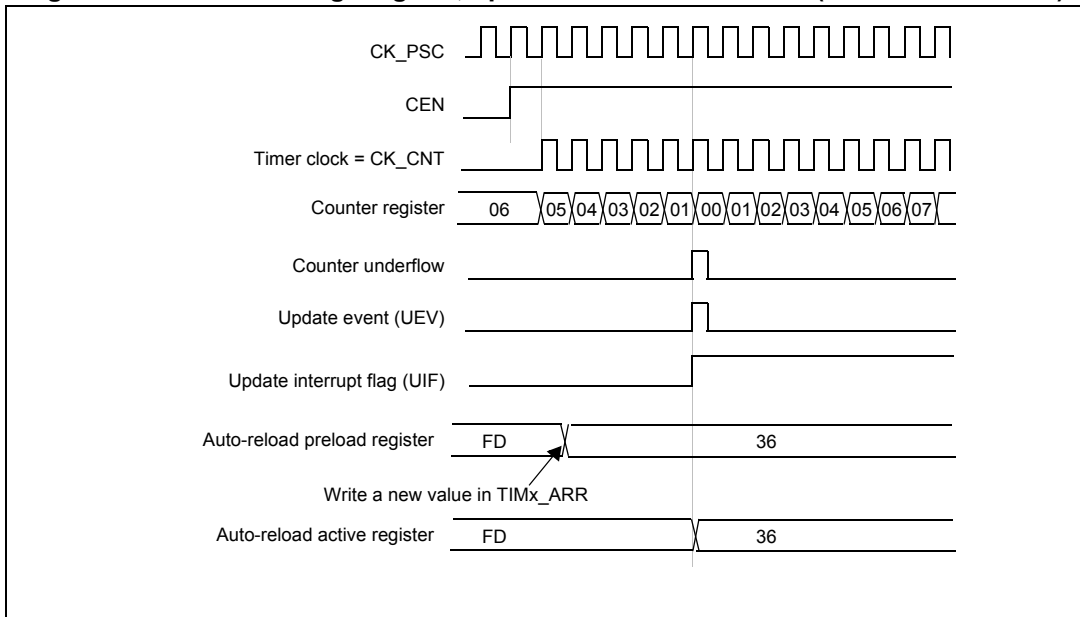 CK_PSC
CEN
Timer clock = CK_CNT
Counter register 06 05 04 03 02 01 00 01 02 03 04 05 06 07
Counter underflow
Update event (UEV)
Update interrupt flag (UIF)
Auto-reload preload register FD 36
Write a new value in TIMx_ARR
Auto-reload active register FD 36